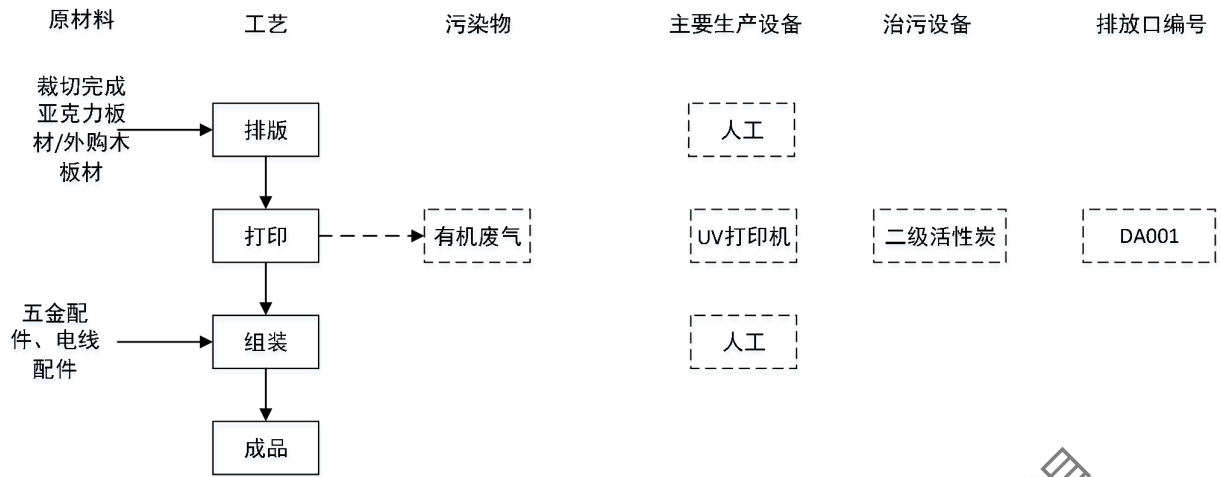 原材料 工艺 污染物 主要生产设备 治污设备 排放口编号
裁切完成
亚克力板
材/外购木
板材
排版 人工
打印 有机废气 UV打印机 二级活性炭 DA001
五金配
件、电线
配件
组装 人工
成品